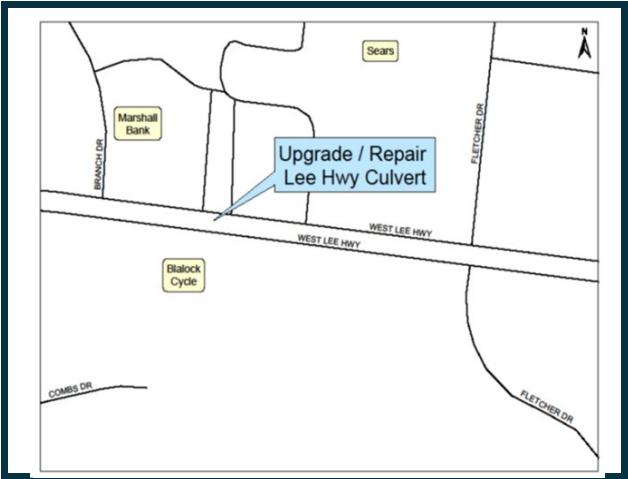 N
Sears
Marshall
Bank
BRANCH DR
FLETCHER DR
Upgrade / Repair
Lee Hwy Culvert
WEST LEE HWY
WEST LEE HWY
Blalock
Cycle
COMBS DR
FLETCHER DR